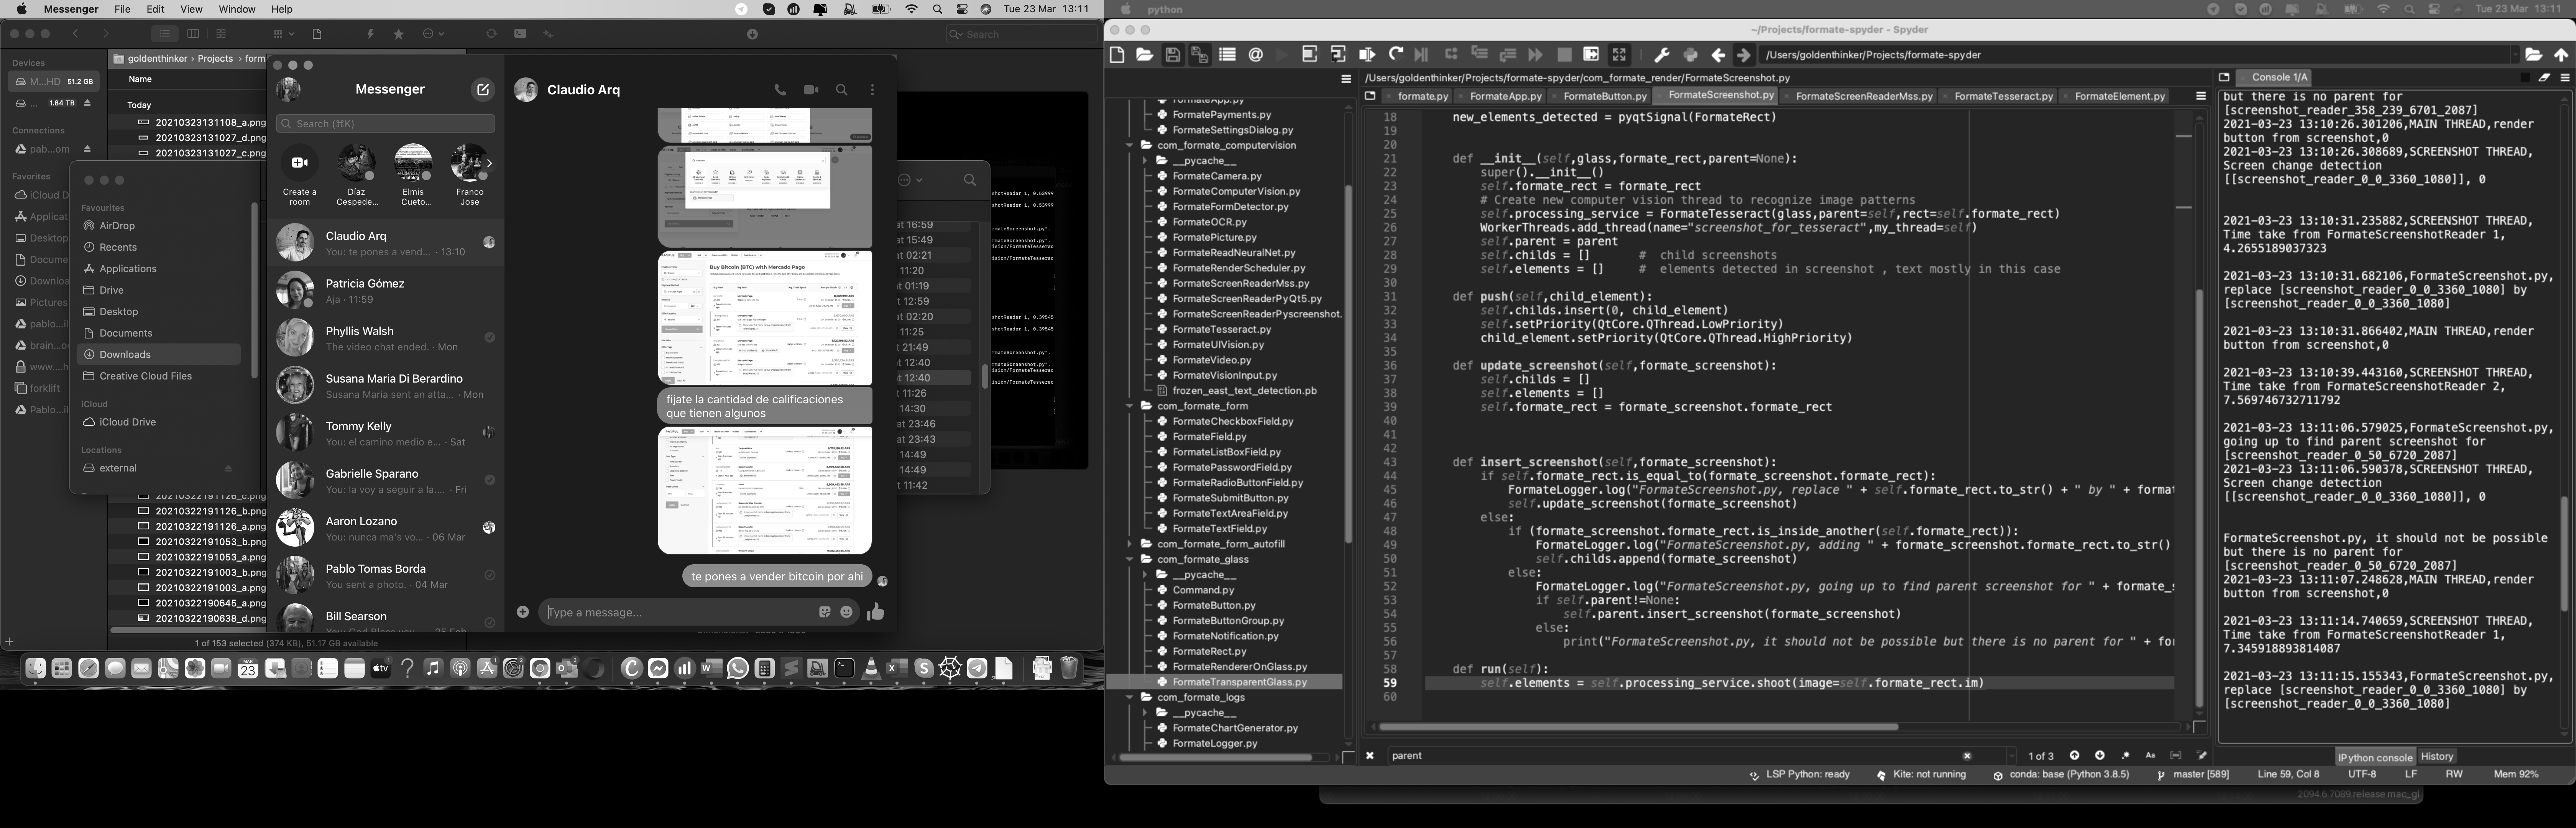 Messenger File Edit View Window Help
Tue 23 Mar 13:11
Search
goldenthinker › Projects › form
Devices
M...HD 51.2 GB
... 1.84 TB
Connections
pab...om
Favorites
iCloud D
Applicat
Desktop
Docume
Downloa
Pictures
pablo...il
brain...o
www....h
forklift
Pablo...il
Name
Today
20210323131108_a.png
20210323131027_d.png
20210323131027_c.png
20210322191126_c.png
20210322191126_b.png
20210322191126_a.png
20210322191053_b.png
20210322191053_a.png
20210322191003_b.png
20210322191003_a.png
20210322190645_a.png
20210322190638_d.png
1 of 153 selected (374 KB), 51.17 GB available
Favourites
AirDrop
Recents
Applications
Drive
Desktop
Documents
Downloads
Creative Cloud Files
iCloud
iCloud Drive
Locations
external
Messenger
Search (⌘K)
Create a room
Díaz Cespede...
Elmis Cueto...
Franco Jose
Claudio Arq
You: te pones a vend... · 13:10
Patricia Gómez
Aja · 11:59
Phyllis Walsh
The video chat ended. · Mon
Susana Maria Di Berardino
Susana Maria sent an atta... · Mon
Tommy Kelly
You: el camino medio e... · Sat
Gabrielle Sparano
You: la voy a seguir a la.... · Fri
Aaron Lozano
You: nunca ma's vo... · 06 Mar
Pablo Tomas Borda
You sent a photo. · 04 Mar
Bill Searson
Claudio Arq
Buy Bitcoin (BTC) with Mercado Pago
fijate la cantidad de calificaciones
que tienen algunos
te pones a vender bitcoin por ahi
Type a message...
at 16:59
at 15:49
at 02:21
11:20
at 01:19
12:59
at 02:20
11:25
at 21:49
12:40
12:40
11:26
14:30
at 23:46
at 23:43
14:49
14:49
11:42
python
Tue 23 Mar 13:11
~/Projects/formate-spyder - Spyder
/Users/goldenthinker/Projects/formate-spyder
/Users/goldenthinker/Projects/formate-spyder/com_formate_render/FormateScreenshot.py
formate.py FormateApp.py FormateButton.py FormateScreenshot.py FormateScreenReaderMss.py FormateTesseract.py FormateElement.py
FormateApp.py
FormatePayments.py
FormateSettingsDialog.py
com_formate_computervision
__pycache__
FormateCamera.py
FormateComputerVision.py
FormateFormDetector.py
FormateOCR.py
FormatePicture.py
FormateReadNeuralNet.py
FormateRenderScheduler.py
FormateScreenReaderMss.py
FormateScreenReaderPyQt5.py
FormateScreenReaderPyscreenshot.
FormateTesseract.py
FormateUIVision.py
FormateVideo.py
FormateVisionInput.py
frozen_east_text_detection.pb
com_formate_form
FormateCheckboxField.py
FormateField.py
FormateListBoxField.py
FormatePasswordField.py
FormateRadioButtonField.py
FormateSubmitButton.py
FormateTextAreaField.py
FormateTextField.py
com_formate_form_autofill
com_formate_glass
__pycache__
Command.py
FormateButton.py
FormateButtonGroup.py
FormateNotification.py
FormateRect.py
FormateRendererOnGlass.py
FormateTransparentGlass.py
com_formate_logs
__pycache__
FormateChartGenerator.py
FormateLogger.py
18 new_elements_detected = pyqtSignal(FormateRect)
19
20
21 def __init__(self,glass,formate_rect,parent=None):
22 super().__init__()
23 self.formate_rect = formate_rect
24 # Create new computer vision thread to recognize image patterns
25 self.processing_service = FormateTesseract(glass,parent=self,rect=self.formate_rect)
26 WorkerThreads.add_thread(name="screenshot_for_tesseract",my_thread=self)
27 self.parent = parent
28 self.childs = [] # child screenshots
29 self.elements = [] # elements detected in screenshot , text mostly in this case
30
31 def push(self,child_element):
32 self.childs.insert(0, child_element)
33 self.setPriority(QtCore.QThread.LowPriority)
34 child_element.setPriority(QtCore.QThread.HighPriority)
35
36 def update_screenshot(self,formate_screenshot):
37 self.childs = []
38 self.elements = []
39 self.formate_rect = formate_screenshot.formate_rect
40
41
42
43 def insert_screenshot(self,formate_screenshot):
44 if self.formate_rect.is_equal_to(formate_screenshot.formate_rect):
45 FormateLogger.log("FormateScreenshot.py, replace " + self.formate_rect.to_str() + " by " + format
46 self.update_screenshot(formate_screenshot)
47 else:
48 if (formate_screenshot.formate_rect.is_inside_another(self.formate_rect)):
49 FormateLogger.log("FormateScreenshot.py, adding " + formate_screenshot.formate_rect.to_str()
50 self.childs.append(formate_screenshot)
51 else:
52 FormateLogger.log("FormateScreenshot.py, going up to find parent screenshot for " + formate_s
53 if self.parent!=None:
54 self.parent.insert_screenshot(formate_screenshot)
55 else:
56 print("FormateScreenshot.py, it should not be possible but there is no parent for " + for
57
58 def run(self):
59 self.elements = self.processing_service.shoot(image=self.formate_rect.im)
60
parent
1 of 3
Console 1/A
but there is no parent for
[screenshot_reader_358_239_6701_2087]
2021-03-23 13:10:26.301206,MAIN THREAD,render
button from screenshot,0
2021-03-23 13:10:26.308689,SCREENSHOT THREAD,
Screen change detection
[[screenshot_reader_0_0_3360_1080]], 0
2021-03-23 13:10:31.235882,SCREENSHOT THREAD,
Time take from FormateScreenshotReader 1,
4.2655189037323
2021-03-23 13:10:31.682106,FormateScreenshot.py,
replace [screenshot_reader_0_0_3360_1080] by
[screenshot_reader_0_0_3360_1080]
2021-03-23 13:10:31.866402,MAIN THREAD,render
button from screenshot,0
2021-03-23 13:10:39.443160,SCREENSHOT THREAD,
Time take from FormateScreenshotReader 2,
7.569746732711792
2021-03-23 13:11:06.579025,FormateScreenshot.py,
going up to find parent screenshot for
[screenshot_reader_0_50_6720_2087]
2021-03-23 13:11:06.590378,SCREENSHOT THREAD,
Screen change detection
[[screenshot_reader_0_0_3360_1080]], 0
FormateScreenshot.py, it should not be possible
but there is no parent for
[screenshot_reader_0_50_6720_2087]
2021-03-23 13:11:07.248628,MAIN THREAD,render
button from screenshot,0
2021-03-23 13:11:14.740659,SCREENSHOT THREAD,
Time take from FormateScreenshotReader 1,
7.345918893814087
2021-03-23 13:11:15.155343,FormateScreenshot.py,
replace [screenshot_reader_0_0_3360_1080] by
[screenshot_reader_0_0_3360_1080]
IPython console History
LSP Python: ready Kite: not running conda: base (Python 3.8.5) master [589] Line 59, Col 8 UTF-8 LF RW Mem 92%
2094.6.7089 release mac_gl